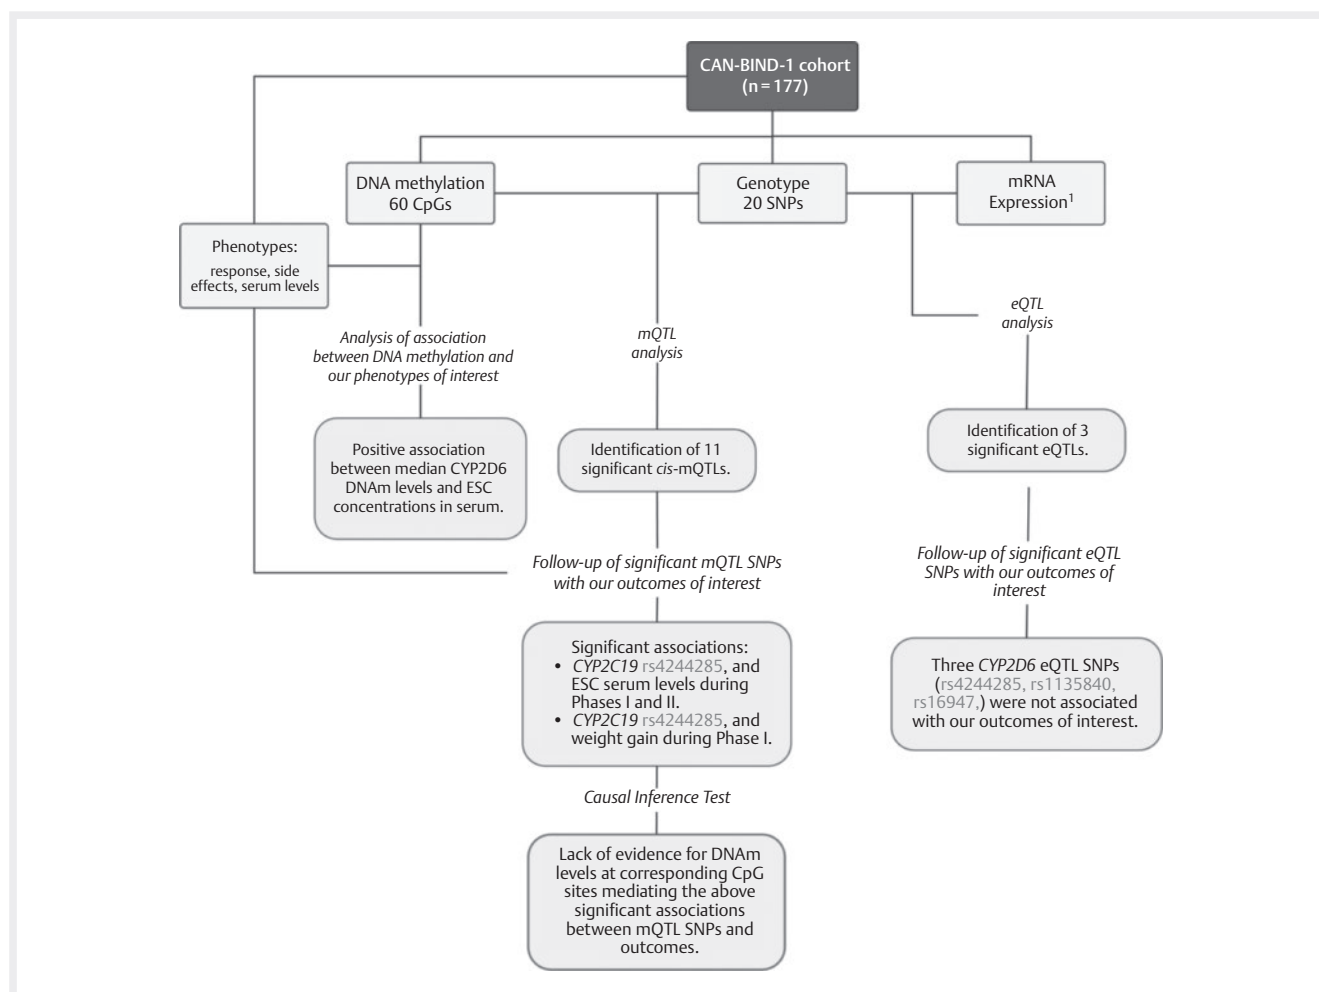 CAN-BIND-1 cohort
(n = 177)
DNA methylation
60 CpGs
Genotype
20 SNPs
mRNA
Expression¹
Phenotypes:
response, side
effects, serum levels
Analysis of association
between DNA methylation and
our phenotypes of interest
mQTL
analysis
eQTL
analysis
Positive association
between median CYP2D6
DNAm levels and ESC
concentrations in serum.
Identification of 11
significant cis-mQTLs.
Identification of 3
significant eQTLs.
Follow-up of significant mQTL SNPs
with our outcomes of interest
Follow-up of significant eQTL
SNPs with our outcomes of
interest
Significant associations:
• CYP2C19 rs4244285, and
ESC serum levels during
Phases I and II.
• CYP2C19 rs4244285, and
weight gain during Phase I.
Three CYP2D6 eQTL SNPs
(rs4244285, rs1135840,
rs16947,) were not associated
with our outcomes of interest.
Causal Inference Test
Lack of evidence for DNAm
levels at corresponding CpG
sites mediating the above
significant associations
between mQTL SNPs and
outcomes.